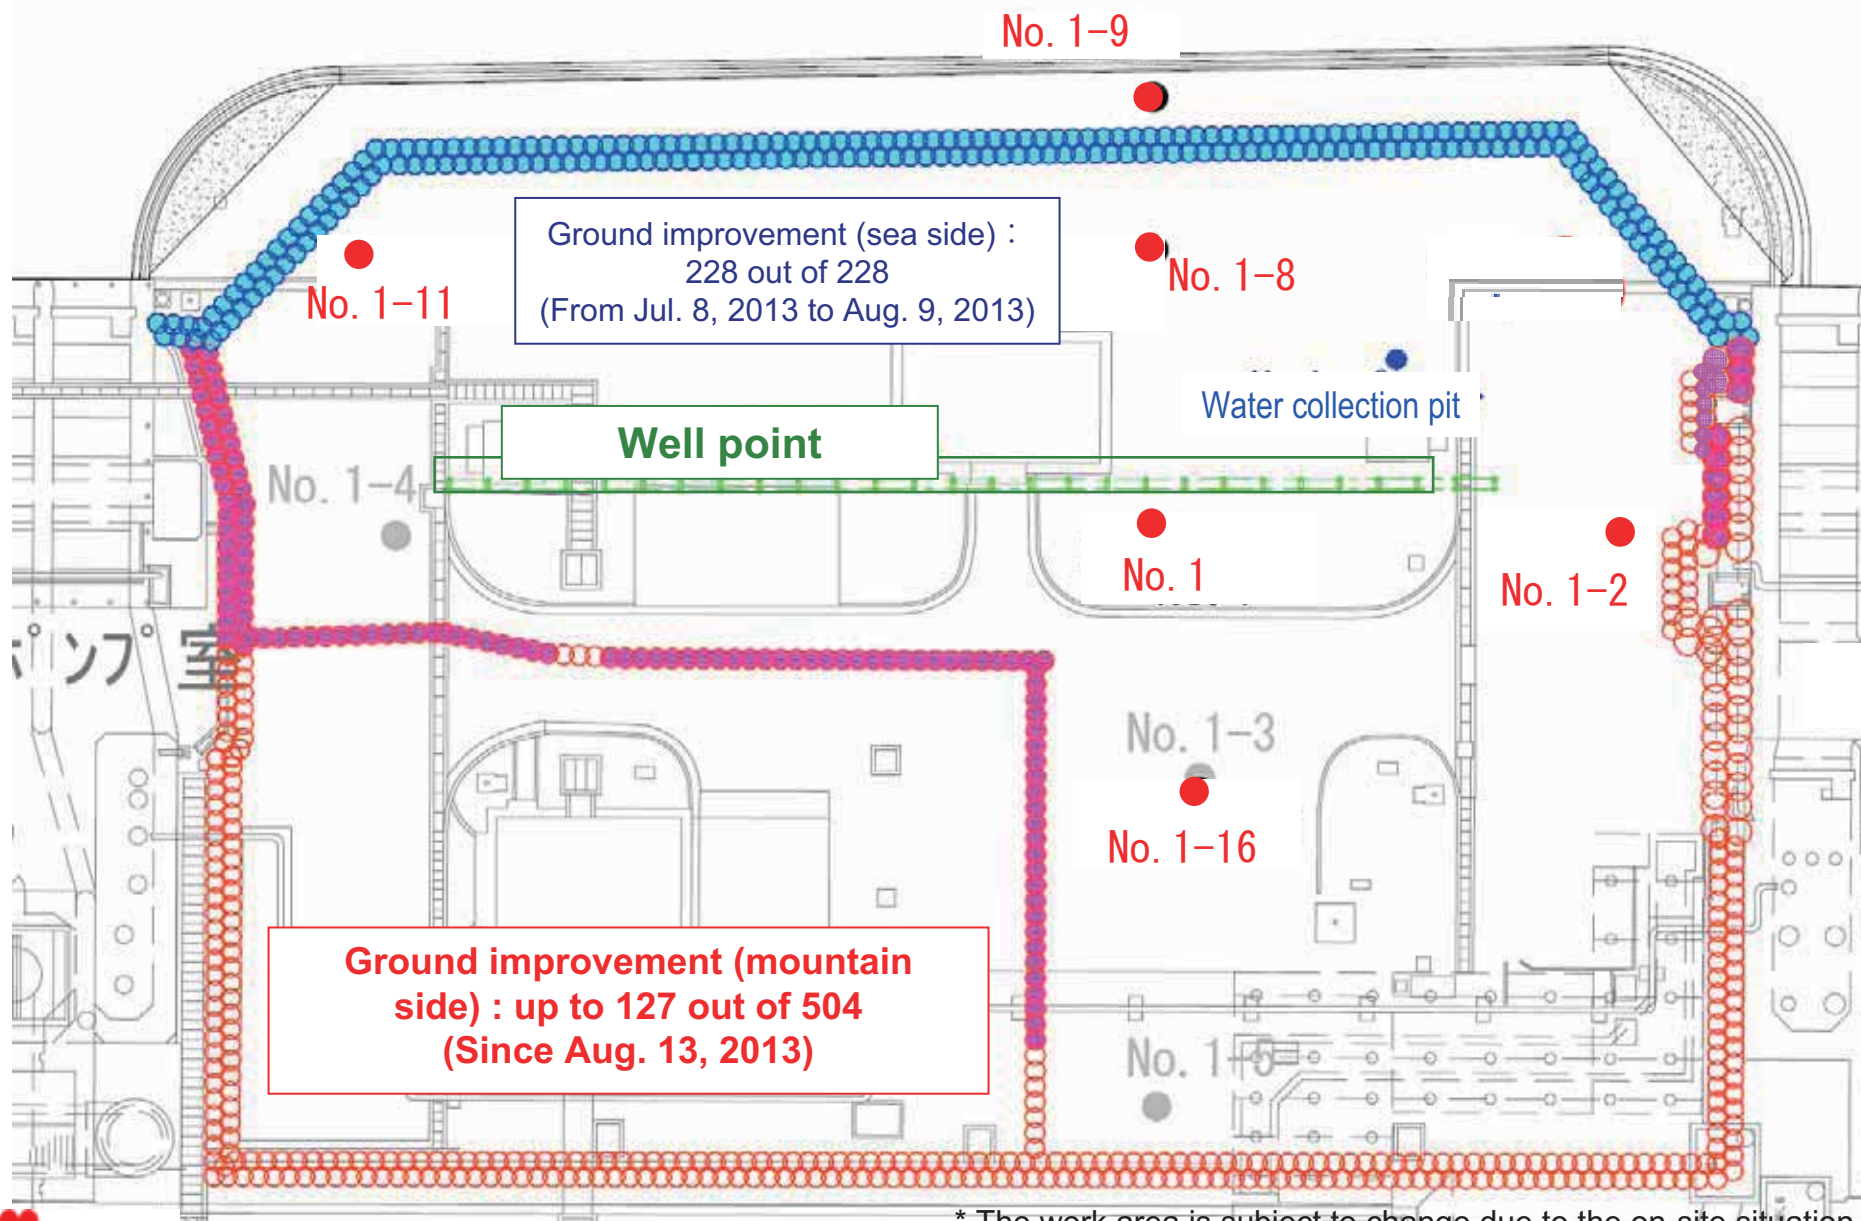 No. 1-9
Ground improvement (sea side) :
228 out of 228
(From Jul. 8, 2013 to Aug. 9, 2013)
No. 1-11
No. 1-8
Water collection pit
Well point
No. 1-4
No. 1
No. 1-2
ポンプ室
No. 1-3
No. 1-16
Ground improvement (mountain
side) : up to 127 out of 504
(Since Aug. 13, 2013)
No. 1-5
* The work area is subject to change due to the on-site situation